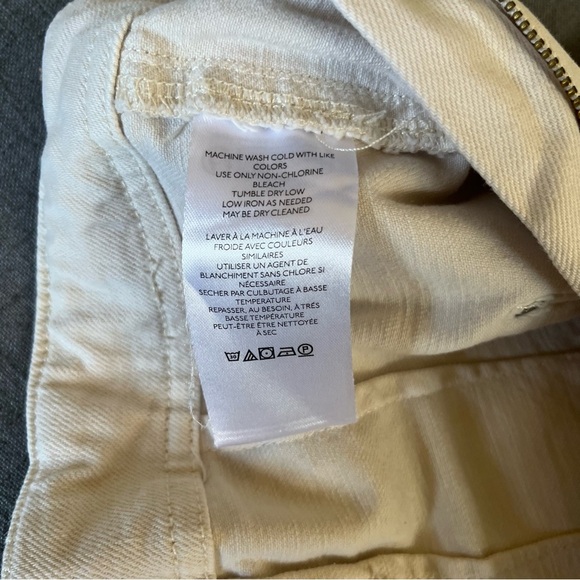 MACHINE WASH COLD WITH LIKE
COLORS
USE ONLY NON-CHLORINE
BLEACH
TUMBLE DRY LOW
LOW IRON AS NEEDED
MAY BE DRY CLEANED
LAVER À LA MACHINE À L'EAU
FROIDE AVEC COULEURS
SIMILAIRES
UTILISER UN AGENT DE
BLANCHIMENT SANS CHLORE SI
NÉCESSAIRE
SECHER PAR CULBUTAGE À BASSE
TEMPERATURE
REPASSER, AU BESOIN, À TRÉS
BASSE TEMPÉRATURE
PEUT-ÊTRE ÊTRE NETTOYÉE
À SEC